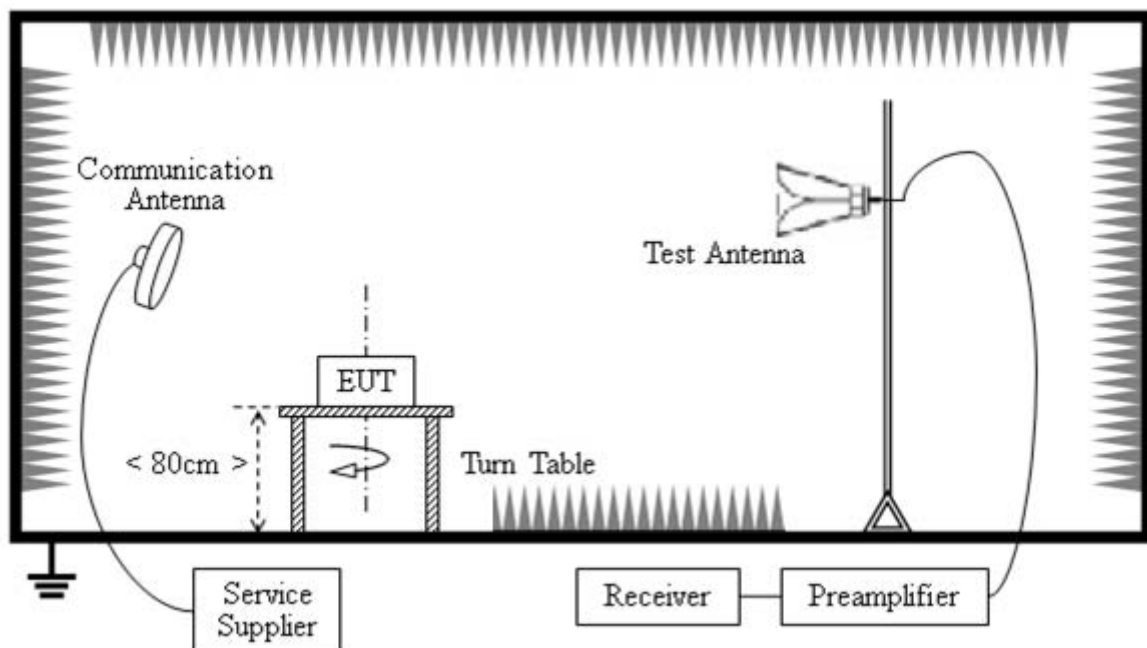 Communication
Antenna
Test Antenna
EUT
< 80cm >
Turn Table
Service
Supplier
Receiver
Preamplifier